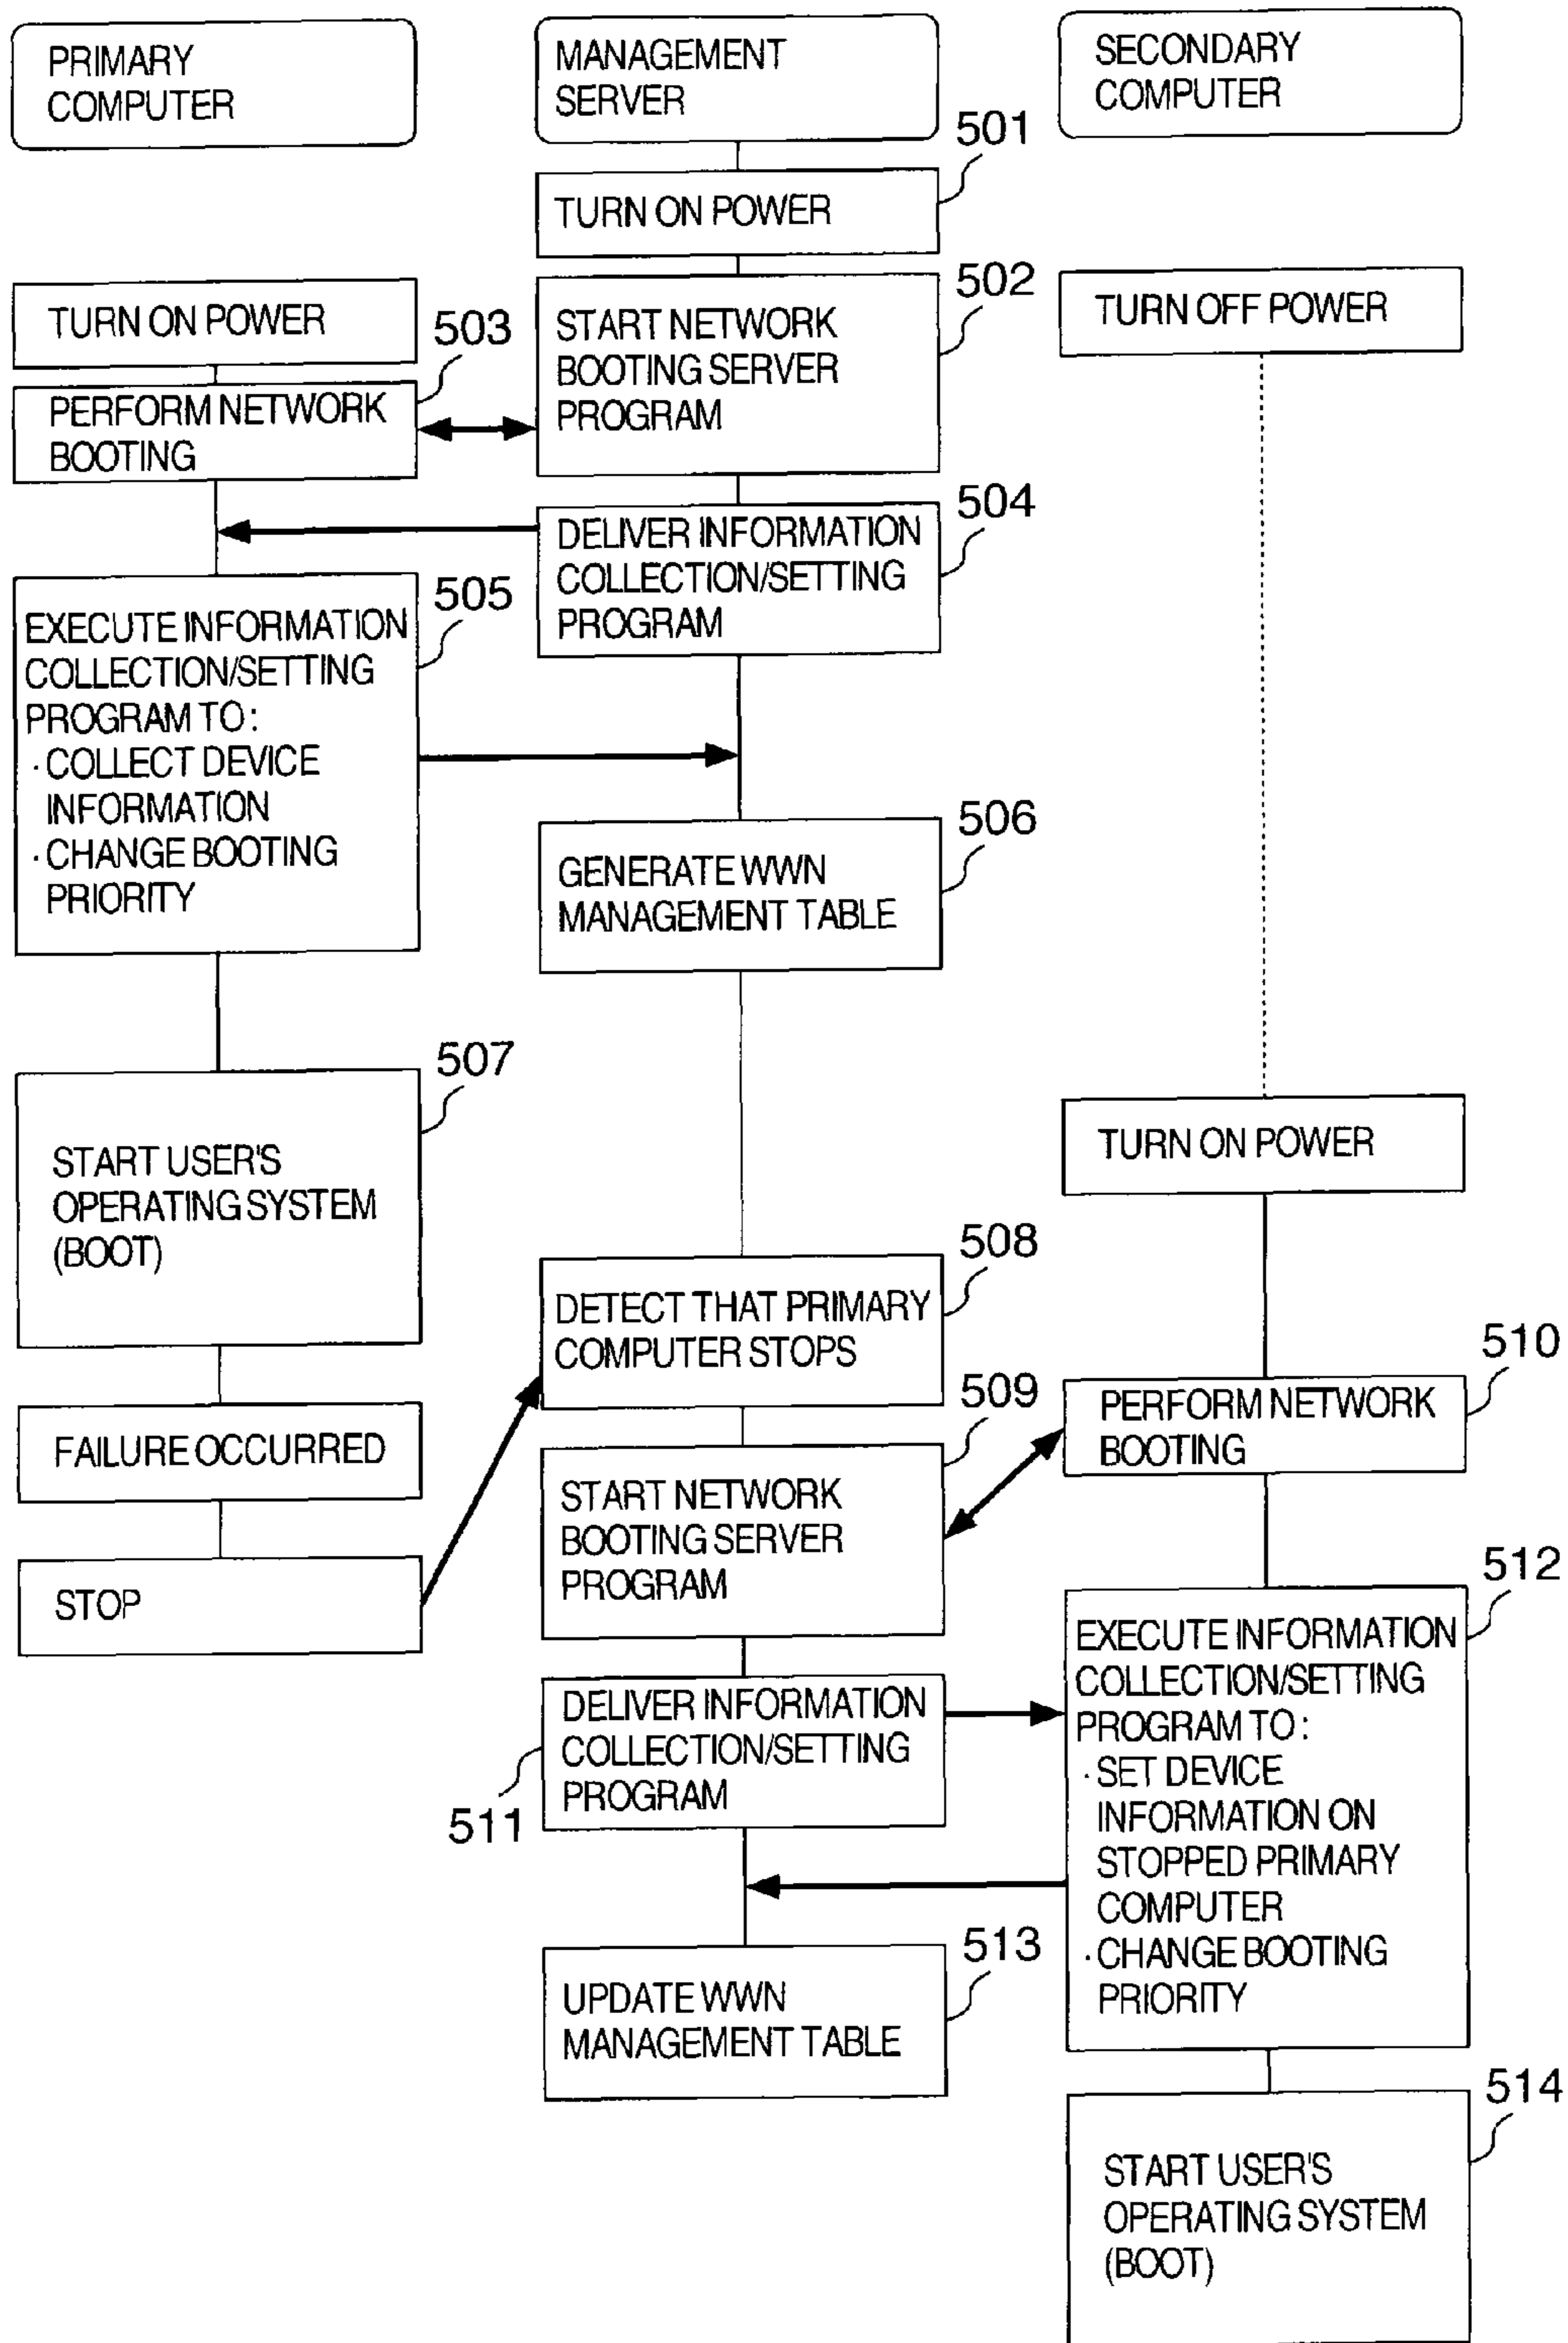 PRIMARY
COMPUTER
MANAGEMENT
SERVER
SECONDARY
COMPUTER
501
TURN ON POWER
502
START NETWORK
BOOTING SERVER
PROGRAM
TURN OFF POWER
TURN ON POWER
503
PERFORM NETWORK
BOOTING
504
DELIVER INFORMATION
COLLECTION/SETTING
PROGRAM
505
EXECUTE INFORMATION
COLLECTION/SETTING
PROGRAM TO:
· COLLECT DEVICE
INFORMATION
· CHANGE BOOTING
PRIORITY
506
GENERATE WWN
MANAGEMENT TABLE
507
START USER'S
OPERATING SYSTEM
(BOOT)
TURN ON POWER
508
DETECT THAT PRIMARY
COMPUTER STOPS
510
PERFORM NETWORK
BOOTING
FAILURE OCCURRED
509
START NETWORK
BOOTING SERVER
PROGRAM
STOP
512
EXECUTE INFORMATION
COLLECTION/SETTING
PROGRAM TO:
· SET DEVICE
INFORMATION ON
STOPPED PRIMARY
COMPUTER
· CHANGE BOOTING
PRIORITY
DELIVER INFORMATION
COLLECTION/SETTING
PROGRAM
511
513
UPDATE WWN
MANAGEMENT TABLE
514
START USER'S
OPERATING SYSTEM
(BOOT)